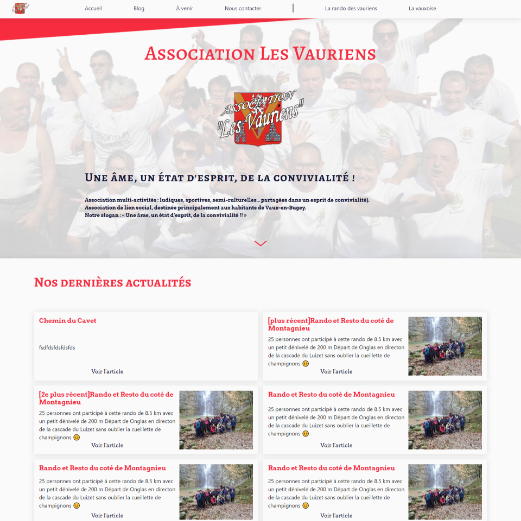 Accueil Blog À venir Nous contacter | La rando des vauriens La vauxoise
Association Les Vauriens
ASSOCIATION
"Les Vauriens"
Une âme, un état d'esprit, de la convivialité !
Association multi-activités : ludiques, sportives, semi-culturelles... partagées dans un esprit de convivialité).
Association de lien social, destinée principalement aux habitants de Vaux-en-Bugey.
Notre slogan : « Une âme, un état d'esprit, de la convivialité !! »
Nos dernières actualités
Chemin du Cavet
Voir l'article
[plus récent]Rando et Resto du coté de
Montagnieu
25 personnes ont participé à cette rando de 8.5 km avec
un petit dénivelé de 200 m Départ de Onglas en direction
de la cascade du Luizet sans oublier la cueillette de
champignons
Voir l'article
[2e plus récent]Rando et Resto du coté de
Montagnieu
25 personnes ont participé à cette rando de 8.5 km avec
un petit dénivelé de 200 m Départ de Onglas en direction
de la cascade du Luizet sans oublier la cueillette de
champignons
Voir l'article
Rando et Resto du coté de Montagnieu
25 personnes ont participé à cette rando de 8.5 km avec
un petit dénivelé de 200 m Départ de Onglas en direction
de la cascade du Luizet sans oublier la cueillette de
champignons
Voir l'article
Rando et Resto du coté de Montagnieu
25 personnes ont participé à cette rando de 8.5 km avec
un petit dénivelé de 200 m Départ de Onglas en direction
de la cascade du Luizet sans oublier la cueillette de
champignons
Voir l'article
Rando et Resto du coté de Montagnieu
25 personnes ont participé à cette rando de 8.5 km avec
un petit dénivelé de 200 m Départ de Onglas en direction
de la cascade du Luizet sans oublier la cueillette de
champignons
Voir l'article